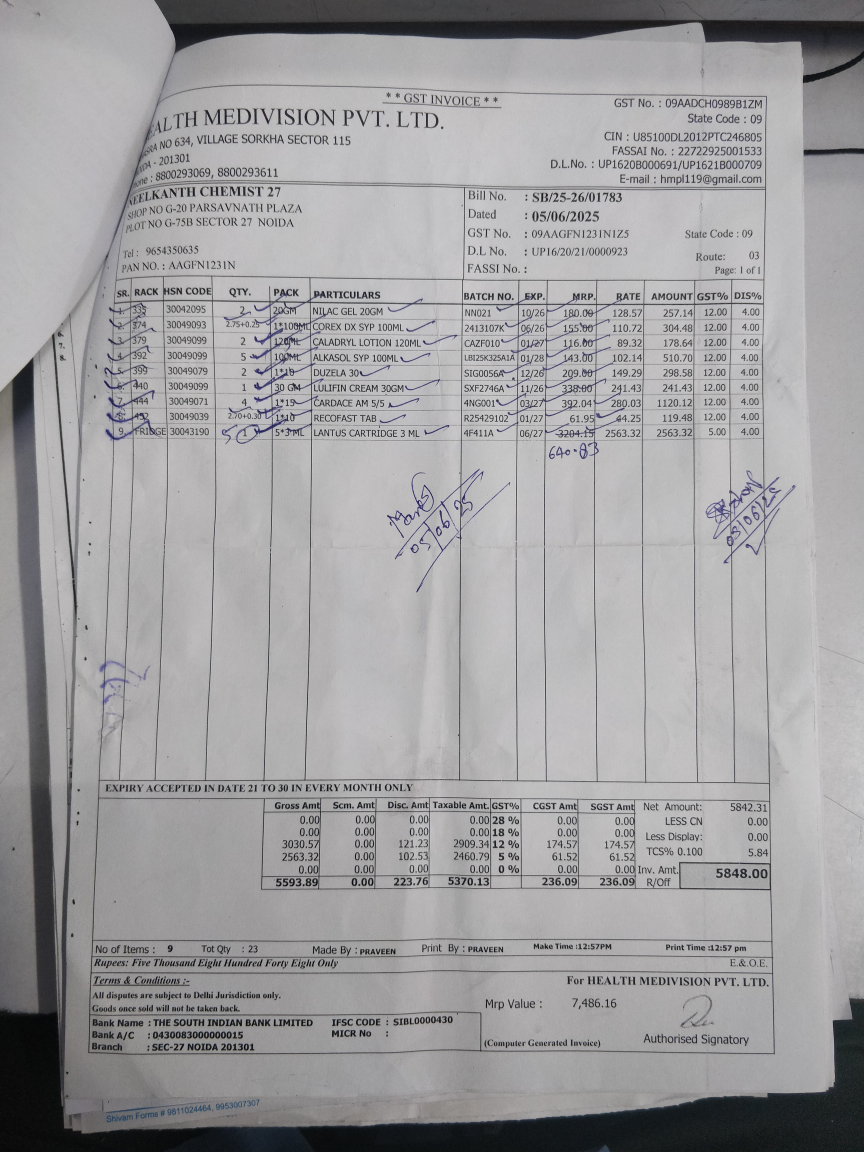 * * GST INVOICE * *
GST No. : 09AADCH0989B1ZM
State Code : 09
CIN : U85100DL2012PTC246805
FASSAI No. : 22722925001533
D.L.No. : UP1620B000691/UP1621B000709
E-mail : hmpl119@gmail.com
EALTH MEDIVISION PVT. LTD.
NO 634, VILLAGE SORKHA SECTOR 115
- 201301
: 8800293069, 8800293611
EELKANTH CHEMIST 27
SHOP NO G-20 PARSAVNATH PLAZA
PLOT NO G-75B SECTOR 27 NOIDA
Tel : 9654350635
PAN NO. : AAGFN1231N
Bill No. : SB/25-26/01783
Dated : 05/06/2025
GST No. : 09AAGFN1231N1Z5 State Code : 09
D.L No. : UP16/20/21/0000923
Route: 03
FASSI No. : Page: 1 of 1
SR. RACK HSN CODE QTY. PACK PARTICULARS BATCH NO. EXP. MRP. RATE AMOUNT GST% DIS%
1. 335 30042095 2 20GM NILAC GEL 20GM NN021 10/26 180.00 128.57 257.14 12.00 4.00
2. 374 30049093 2.75+0.25 1*100ML COREX DX SYP 100ML 2413107K 06/26 155.00 110.72 304.48 12.00 4.00
3. 379 30049099 2 120ML CALADRYL LOTION 120ML CAZF010 01/27 116.00 89.32 178.64 12.00 4.00
4. 392 30049099 5 100ML ALKASOL SYP 100ML LBI25K325A1A 01/28 143.00 102.14 510.70 12.00 4.00
5. 399 30049079 2 1*10 DUZELA 30 SIG0056A 12/26 209.00 149.29 298.58 12.00 4.00
6. 440 30049099 1 30 GM LULIFIN CREAM 30GM SXF2746A 11/26 338.00 241.43 241.43 12.00 4.00
7. 444 30049071 4 1*15 CARDACE AM 5/5 4NG001 03/27 392.04 280.03 1120.12 12.00 4.00
8. 452 30049039 2.70+0.30 1*10 RECOFAST TAB R25429102 01/27 61.95 44.25 119.48 12.00 4.00
9. FRIDGE 30043190 5 1 5*3 ML LANTUS CARTRIDGE 3 ML 4F411A 06/27 3204.15 2563.32 2563.32 5.00 4.00
640.83
05/06/25
05/06/25
EXPIRY ACCEPTED IN DATE 21 TO 30 IN EVERY MONTH ONLY
Gross Amt Scm. Amt Disc. Amt Taxable Amt. GST% CGST Amt SGST Amt
0.00 0.00 0.00 0.00 28 % 0.00 0.00
0.00 0.00 0.00 0.00 18 % 0.00 0.00
3030.57 0.00 121.23 2909.34 12 % 174.57 174.57
2563.32 0.00 102.53 2460.79 5 % 61.52 61.52
0.00 0.00 0.00 0.00 0 % 0.00 0.00
5593.89 0.00 223.76 5370.13 236.09 236.09
Net Amount: 5842.31
LESS CN 0.00
Less Display: 0.00
TCS% 0.100 5.84
Inv. Amt. 5848.00
R/Off
No of Items : 9 Tot Qty : 23 Made By : PRAVEEN Print By : PRAVEEN Make Time :12:57PM Print Time :12:57 pm
Rupees: Five Thousand Eight Hundred Forty Eight Only E.&.O.E.
Terms & Conditions :-
All disputes are subject to Delhi Jurisdiction only.
Goods once sold will not be taken back.
Bank Name : THE SOUTH INDIAN BANK LIMITED IFSC CODE : SIBL0000430
Bank A/C : 0430083000000015 MICR No :
Branch : SEC-27 NOIDA 201301
For HEALTH MEDIVISION PVT. LTD.
Mrp Value : 7,486.16
(Computer Generated Invoice)
Authorised Signatory
Shivam Forms # 9811024464, 9953007307